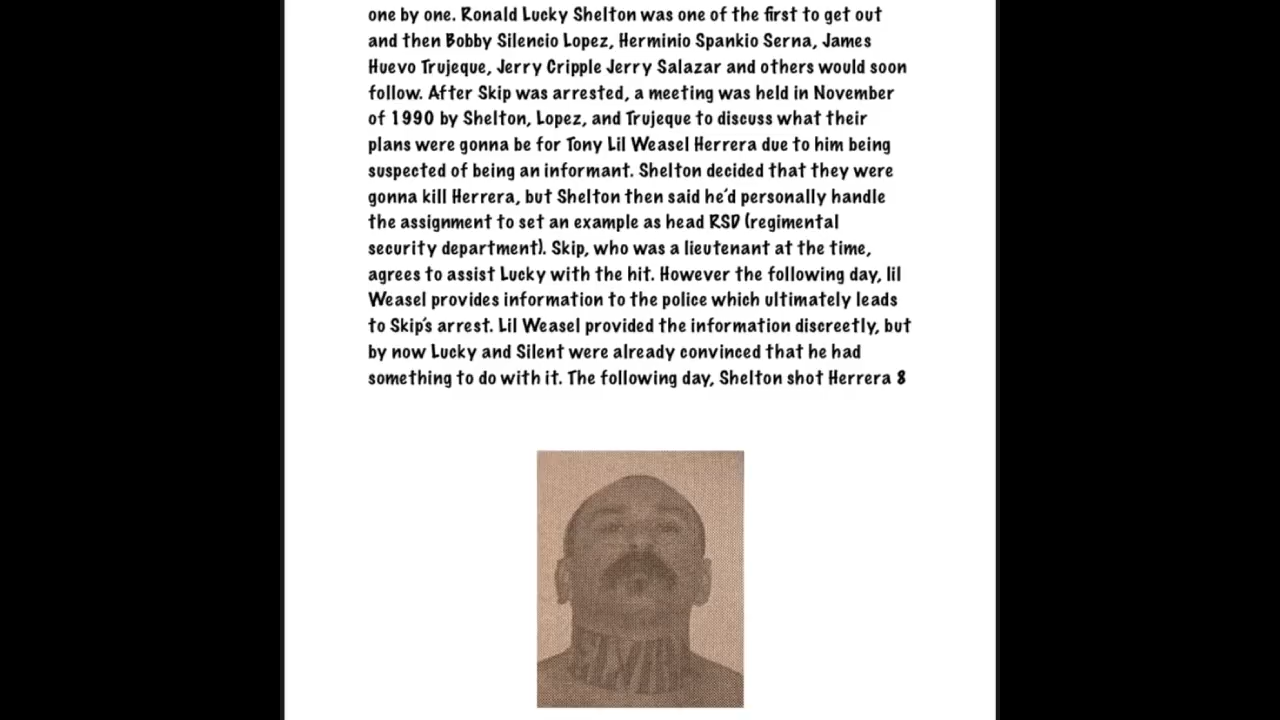 one by one. Ronald Lucky Shelton was one of the first to get out
and then Bobby Silencio Lopez, Herminio Spankio Serna, James
Huevo Trujeque, Jerry Cripple Jerry Salazar and others would soon
follow. After Skip was arrested, a meeting was held in November
of 1990 by Shelton, Lopez, and Trujeque to discuss what their
plans were gonna be for Tony Lil Weasel Herrera due to him being
suspected of being an informant. Shelton decided that they were
gonna kill Herrera, but Shelton then said he'd personally handle
the assignment to set an example as head RSD (regimental
security department). Skip, who was a lieutenant at the time,
agrees to assist Lucky with the hit. However the following day, lil
Weasel provides information to the police which ultimately leads
to Skip's arrest. Lil Weasel provided the information discreetly, but
by now Lucky and Silent were already convinced that he had
something to do with it. The following day, Shelton shot Herrera 8